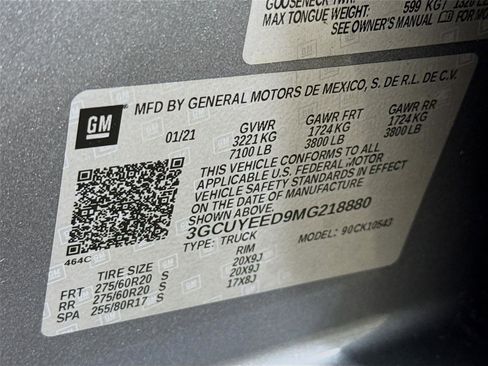 GOOSENECK TWR:
599 KG / 1320 L
MAX TONGUE WEIGHT:
SEE OWNER'S MANUAL FOR MO
GM
MFD BY GENERAL MOTORS DE MEXICO, S. DE R.L. DE C.V.
01/21 GVWR GAWR FRT GAWR RR
3221 KG 1724 KG 1724 KG
7100 LB 3800 LB 3800 LB
THIS VEHICLE CONFORMS TO ALL
APPLICABLE U.S. FEDERAL MOTOR
VEHICLE SAFETY STANDARDS IN EFFECT
ON THE DATE OF MANUFACTURE
SHOWN ABOVE.
3GCUYEED9MG218880
TYPE: TRUCK MODEL: 90CK10543
464C
TIRE SIZE RIM
FRT 275/60R20 S 20X9J
RR 275/60R20 S 20X9J
SPA 255/80R17 S 17X8J